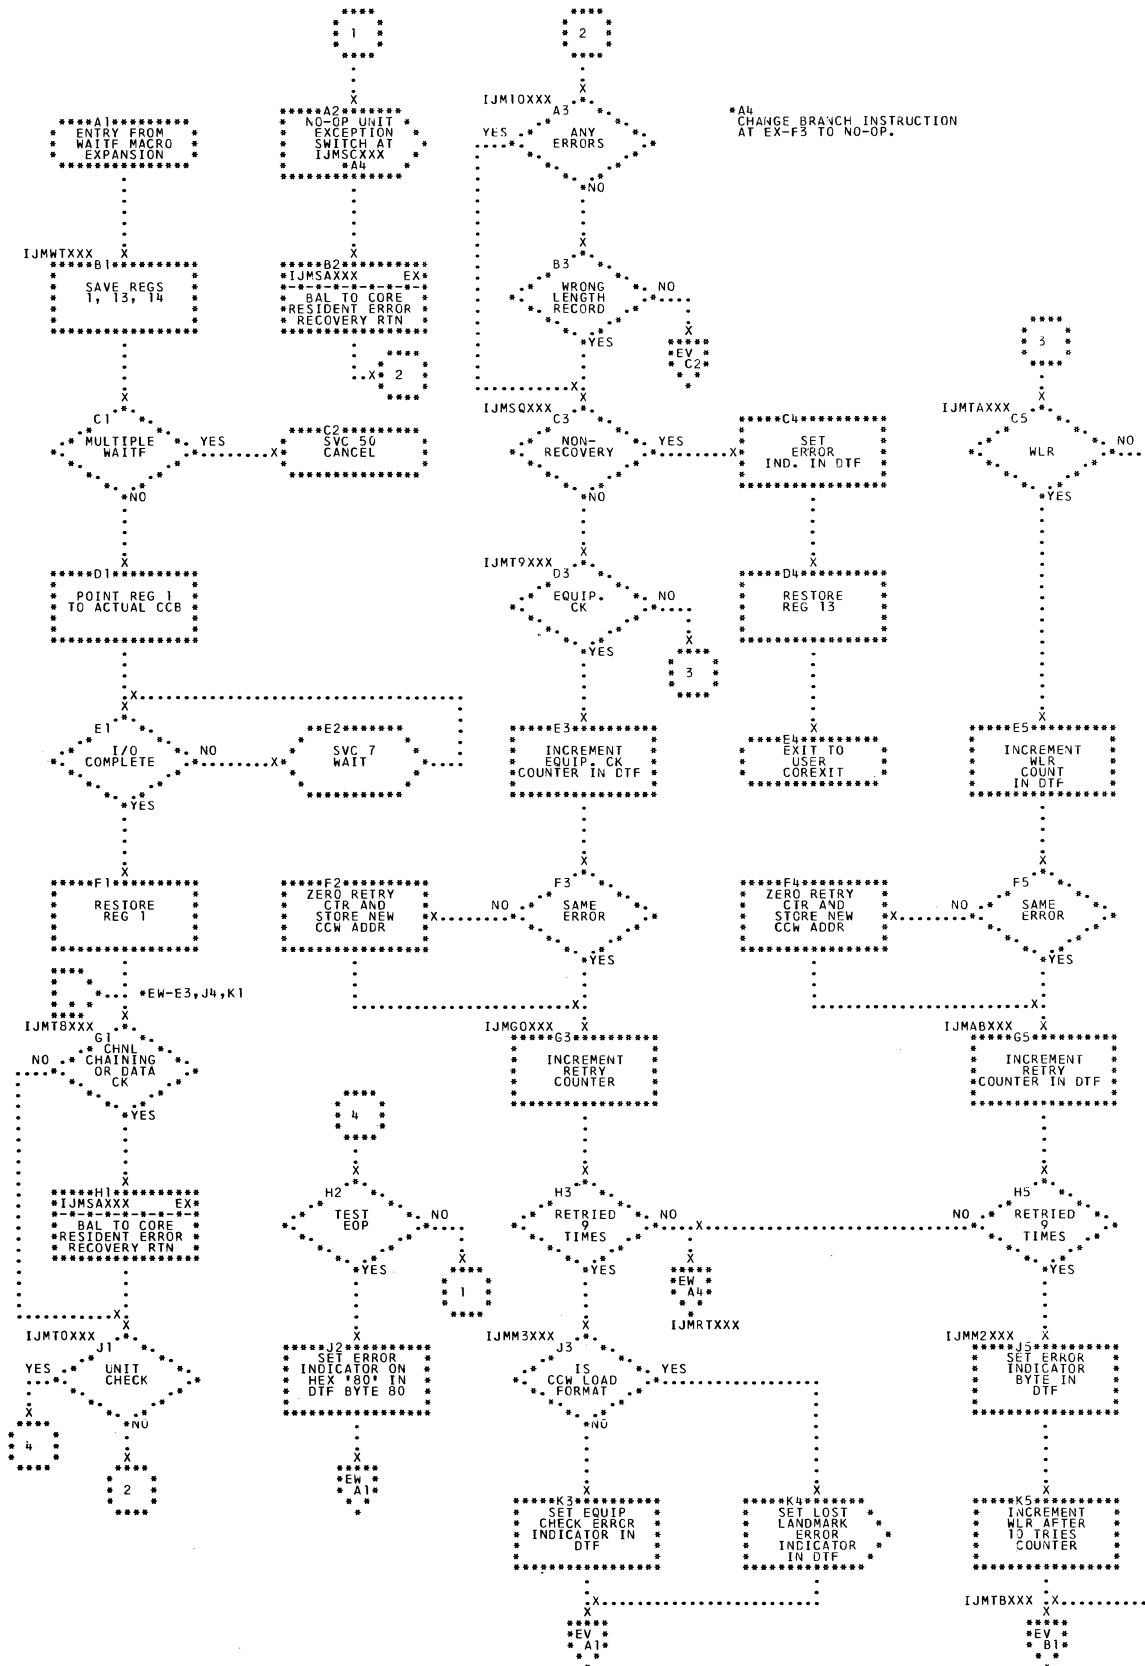 1
A2
NO-OP UNIT
EXCEPTION
SWITCH AT
IJMSCXXX
*A4
B2
IJMSAXXX EX
BAL TO CORE
RESIDENT ERROR
RECOVERY RTN
2
A1
ENTRY FROM
WAITF MACRO
EXPANSION
IJMWTXXX
B1
SAVE REGS
1, 13, 14
C1
MULTIPLE
WAITF
YES
NO
C2
SVC 50
CANCEL
D1
POINT REG 1
TO ACTUAL CCB
E1
I/O
COMPLETE
NO
YES
E2
SVC 7
WAIT
F1
RESTORE
REG 1
*EW-E3,J4,K1
IJMT8XXX
G1
CHNL
CHAINING
OR DATA
CK
NO
YES
H1
IJMSAXXX EX
BAL TO CORE
RESIDENT ERROR
RECOVERY RTN
IJMT0XXX
J1
UNIT
CHECK
YES
NO
4
2
4
H2
TEST
EOP
NO
YES
1
J2
SET ERROR
INDICATOR ON
HEX '80' IN
DTF BYTE 80
EW
A1
2
IJMI0XXX
A3
ANY
ERRORS
YES
NO
B3
WRONG
LENGTH
RECORD
NO
YES
EV
C2
IJMSQXXX
C3
NON-
RECOVERY
YES
NO
C4
SET
ERROR
IND. IN DTF
D4
RESTORE
REG 13
E4
EXIT TO
USER
COREXIT
IJMT9XXX
D3
EQUIP.
CK
NO
YES
3
E3
INCREMENT
EQUIP. CK
COUNTER IN DTF
F3
SAME
ERROR
NO
YES
F2
ZERO RETRY
CTR AND
STORE NEW
CCW ADDR
IJMGOXXX
G3
INCREMENT
RETRY
COUNTER
H3
RETRIED
9
TIMES
NO
YES
EW
A4
IJMRTXXX
IJMM3XXX
J3
IS
CCW LOAD
FORMAT
YES
NO
K3
SET EQUIP
CHECK ERROR
INDICATOR IN
DTF
K4
SET LOST
LANDMARK
ERROR
INDICATOR
IN DTF
EV
A1
*A4
CHANGE BRANCH INSTRUCTION
AT EX-F3 TO NO-OP.
3
IJMTAXXX
C5
WLR
NO
YES
E5
INCREMENT
WLR
COUNT
IN DTF
F5
SAME
ERROR
NO
YES
F4
ZERO RETRY
CTR AND
STORE NEW
CCW ADDR
IJMABXXX
G5
INCREMENT
RETRY
COUNTER IN DTF
H5
RETRIED
9
TIMES
NO
YES
IJMM2XXX
J5
SET ERROR
INDICATOR
BYTE IN
DTF
K5
INCREMENT
WLR AFTER
10 TRIES
COUNTER
IJMTBXXX
EV
B1